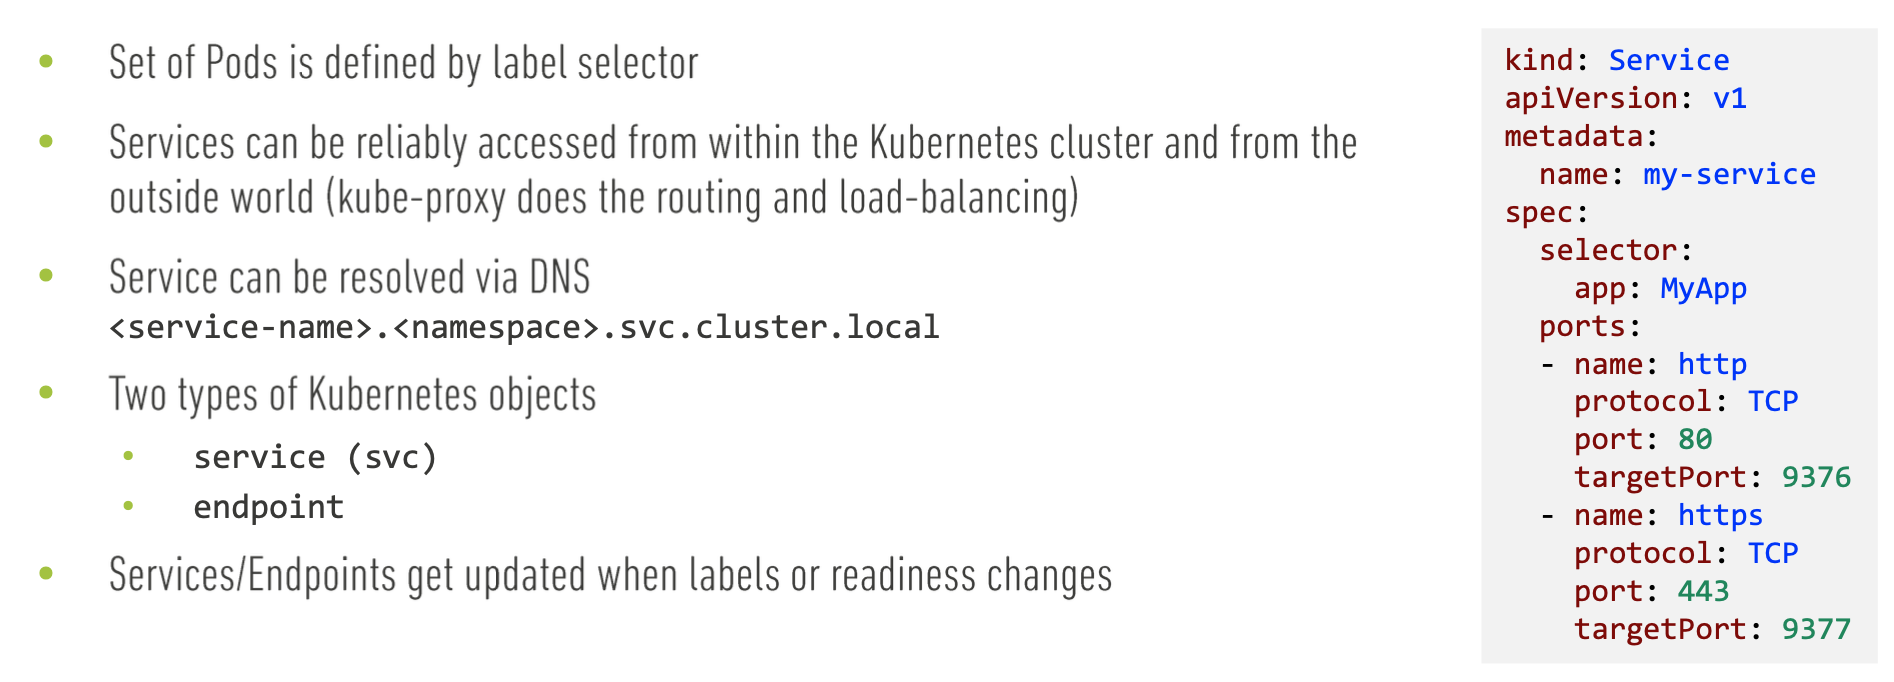 • Set of Pods is defined by label selector
• Services can be reliably accessed from within the Kubernetes cluster and from the
outside world (kube-proxy does the routing and load-balancing)
• Service can be resolved via DNS
<service-name>.<namespace>.svc.cluster.local
• Two types of Kubernetes objects
• service (svc)
• endpoint
• Services/Endpoints get updated when labels or readiness changes
kind: Service
apiVersion: v1
metadata:
  name: my-service
spec:
  selector:
    app: MyApp
  ports:
  - name: http
    protocol: TCP
    port: 80
    targetPort: 9376
  - name: https
    protocol: TCP
    port: 443
    targetPort: 9377